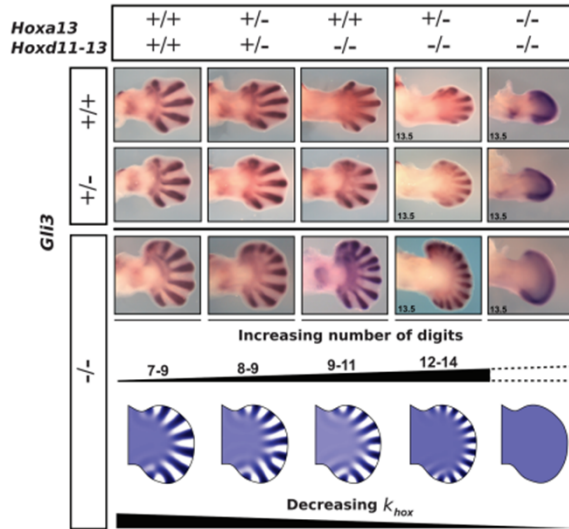 Hoxa13 +/+ +/- +/+ +/- -/-
Hoxd11-13 +/+ +/- -/- -/- -/-
Gli3
+/+
13.5 13.5
+/-
13.5 13.5
-/-
13.5 13.5
Increasing number of digits
7-9 8-9 9-11 12-14
Decreasing k hox